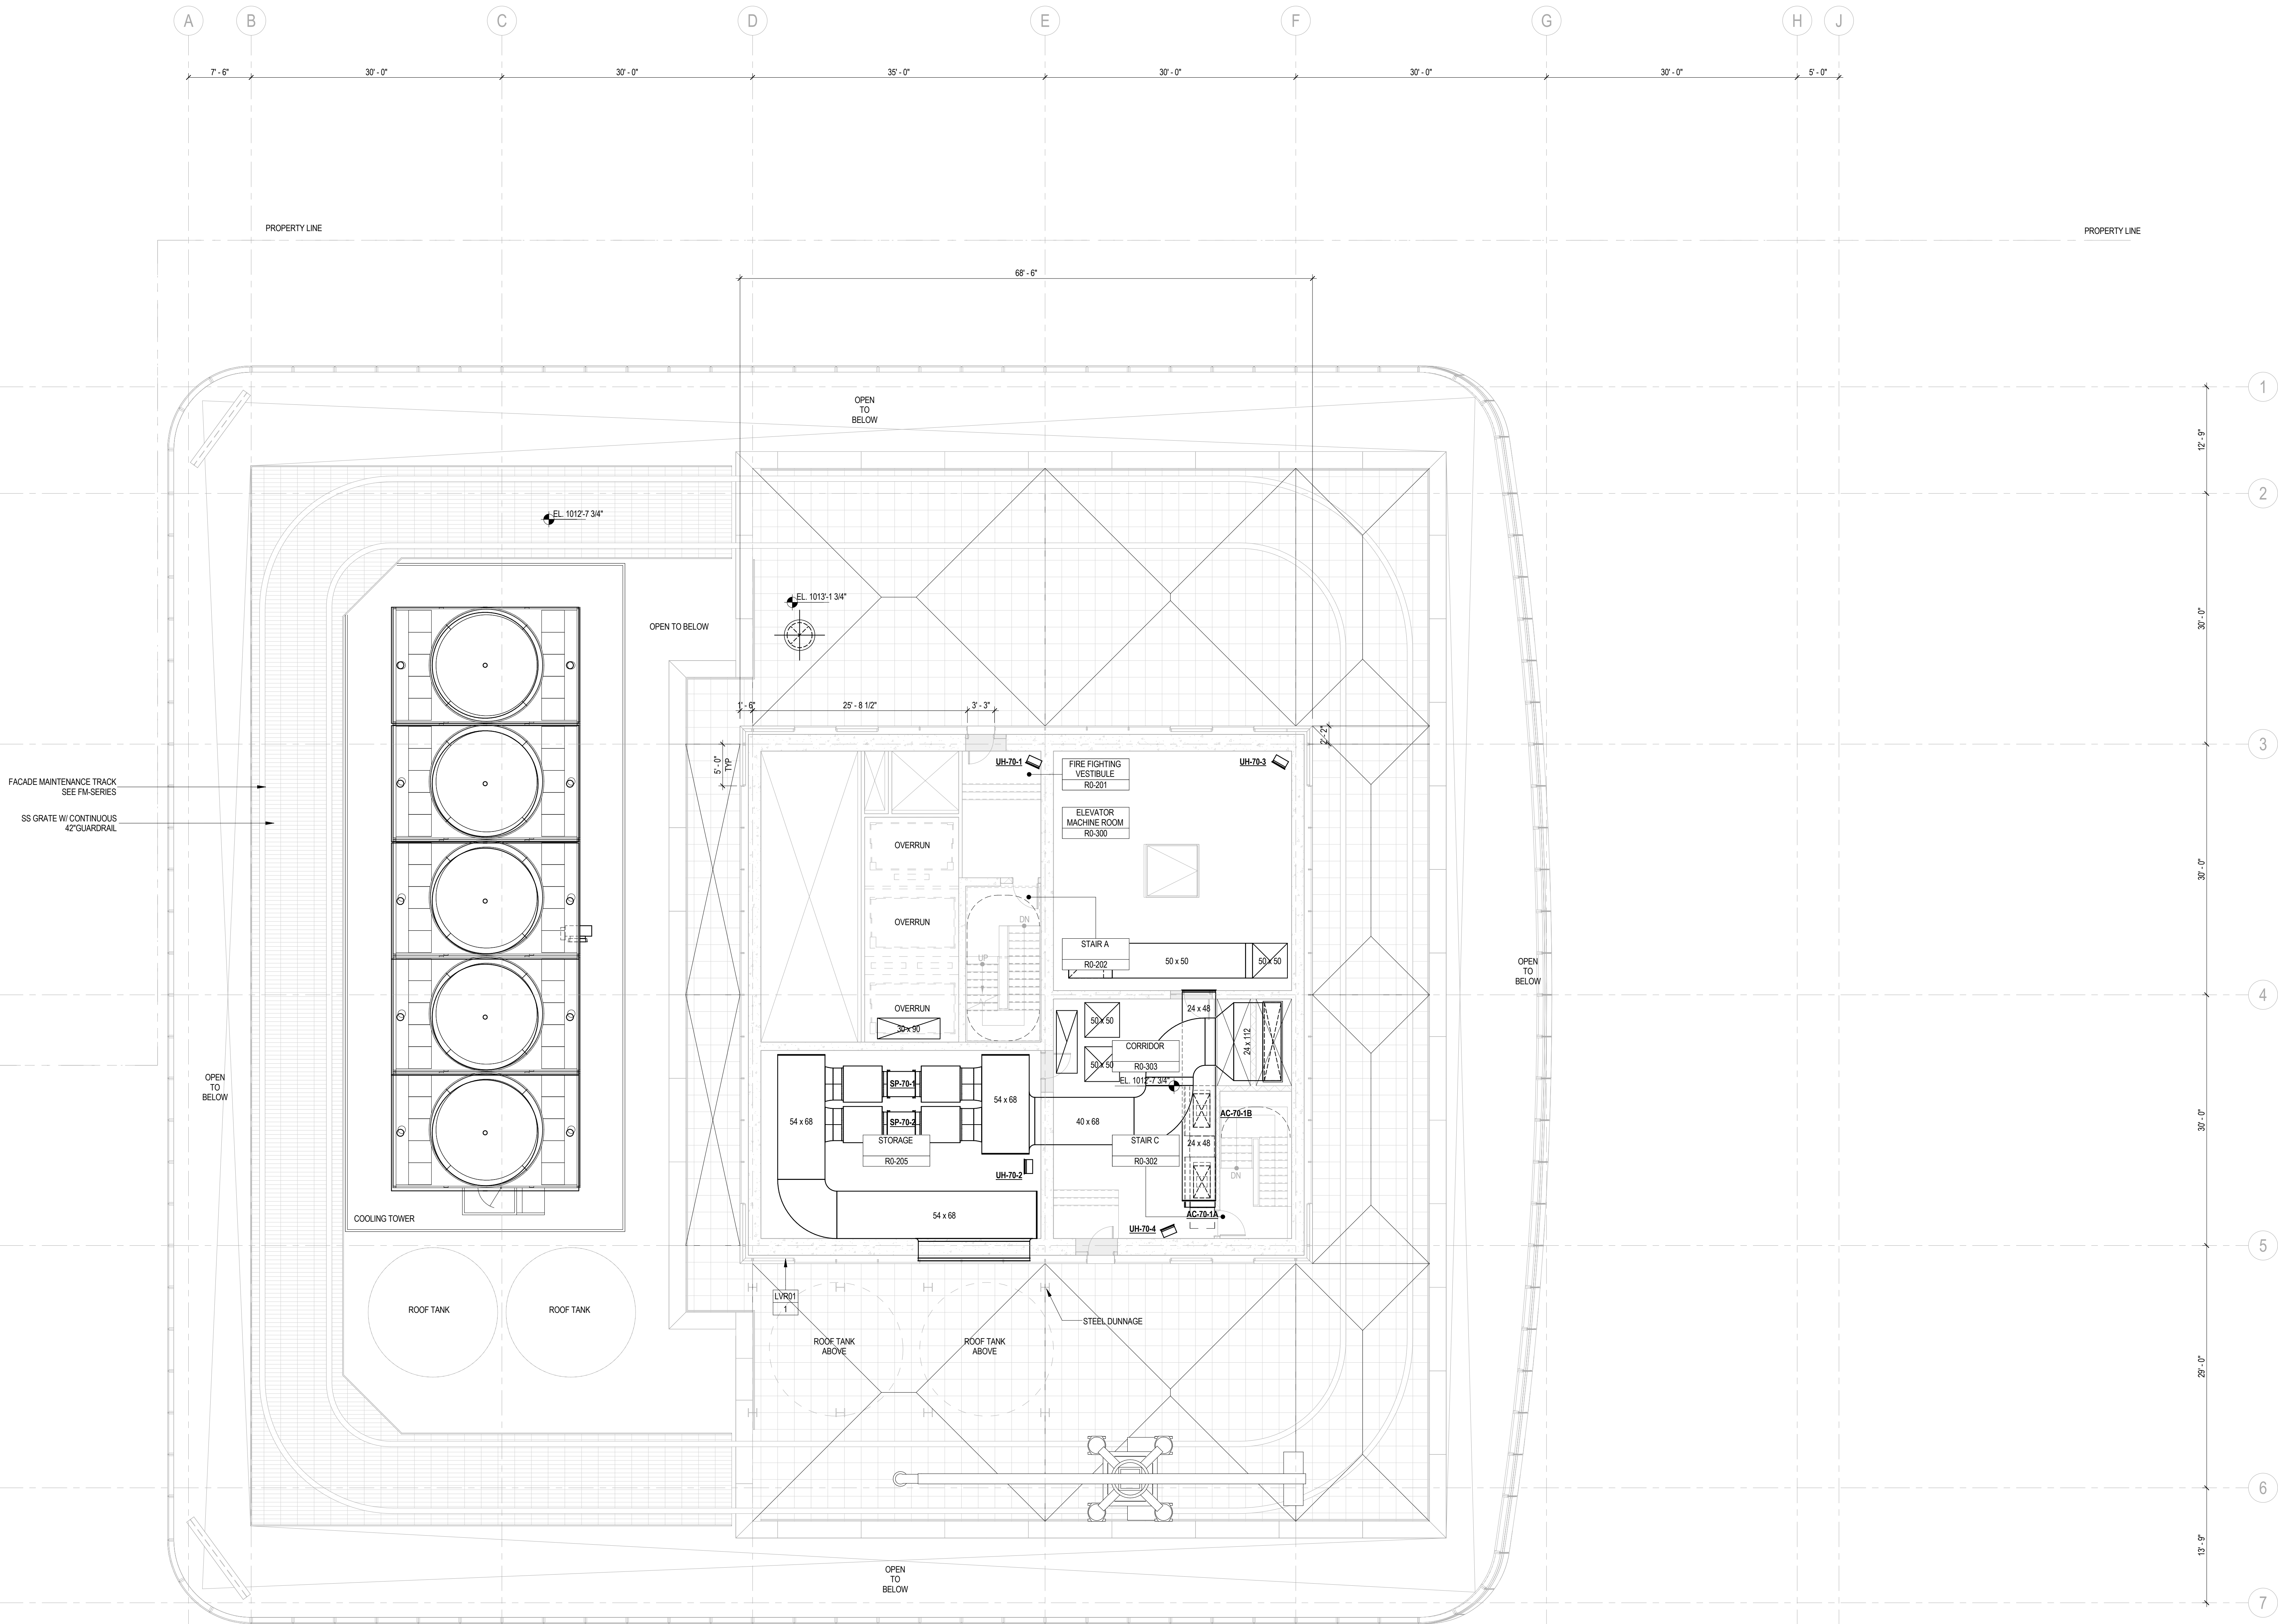 A
B
C
D
E
F
G
H
J
7' - 6"
30' - 0"
30' - 0"
35' - 0"
30' - 0"
30' - 0"
30' - 0"
5' - 0"
PROPERTY LINE
PROPERTY LINE
68' - 6"
1
OPEN
TO
BELOW
12' - 9"
2
EL. 1012'-7 3/4"
EL. 1013'-1 3/4"
30' - 0"
OPEN TO BELOW
1' - 6"
25' - 8 1/2"
3' - 3"
2' - 2"
3
5' - 0"
TYP
UH-70-1
FIRE FIGHTING
VESTIBULE
R0-201
UH-70-3
FACADE MAINTENANCE TRACK
SEE FM-SERIES
SS GRATE W/ CONTINUOUS
42"GUARDRAIL
ELEVATOR
MACHINE ROOM
R0-300
OVERRUN
30' - 0"
OVERRUN
DN
UP
STAIR A
R0-202
50 x 50
50 x 50
OPEN
TO
BELOW
4
OVERRUN
30 x 90
50 x 50
24 x 48
24 x 112
CORRIDOR
R0-303
50 x 50
EL. 1012'-7 3/4"
OPEN
TO
BELOW
SP-70-1
54 x 68
54 x 68
SP-70-2
40 x 68
AC-70-1B
30' - 0"
STORAGE
R0-205
STAIR C
R0-302
24 x 48
DN
UH-70-2
54 x 68
AC-70-1A
UH-70-4
COOLING TOWER
5
LVR01
1
ROOF TANK
ROOF TANK
STEEL DUNNAGE
ROOF TANK
ABOVE
ROOF TANK
ABOVE
29' - 0"
6
13' - 9"
OPEN
TO
BELOW
7